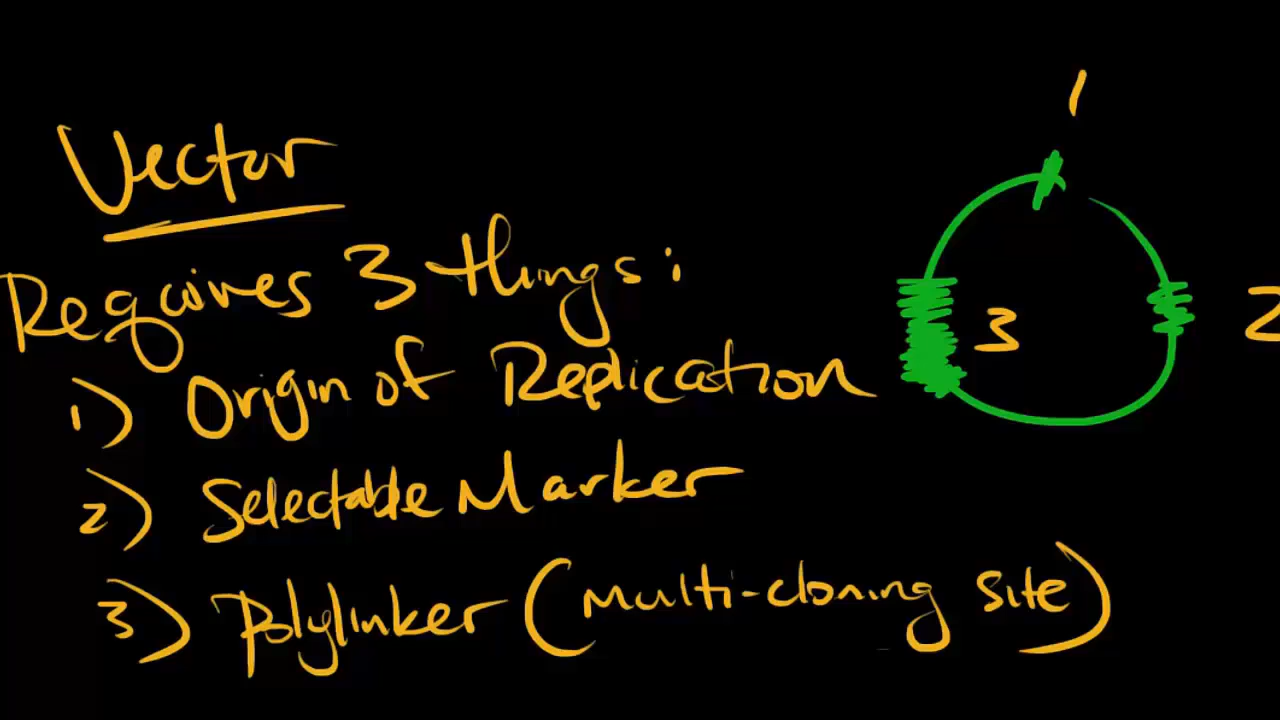 Vector
Requires 3 things:
1) Origin of Replication
2) Selectable Marker
3) Polylinker (multi-cloning site)
1
2
3